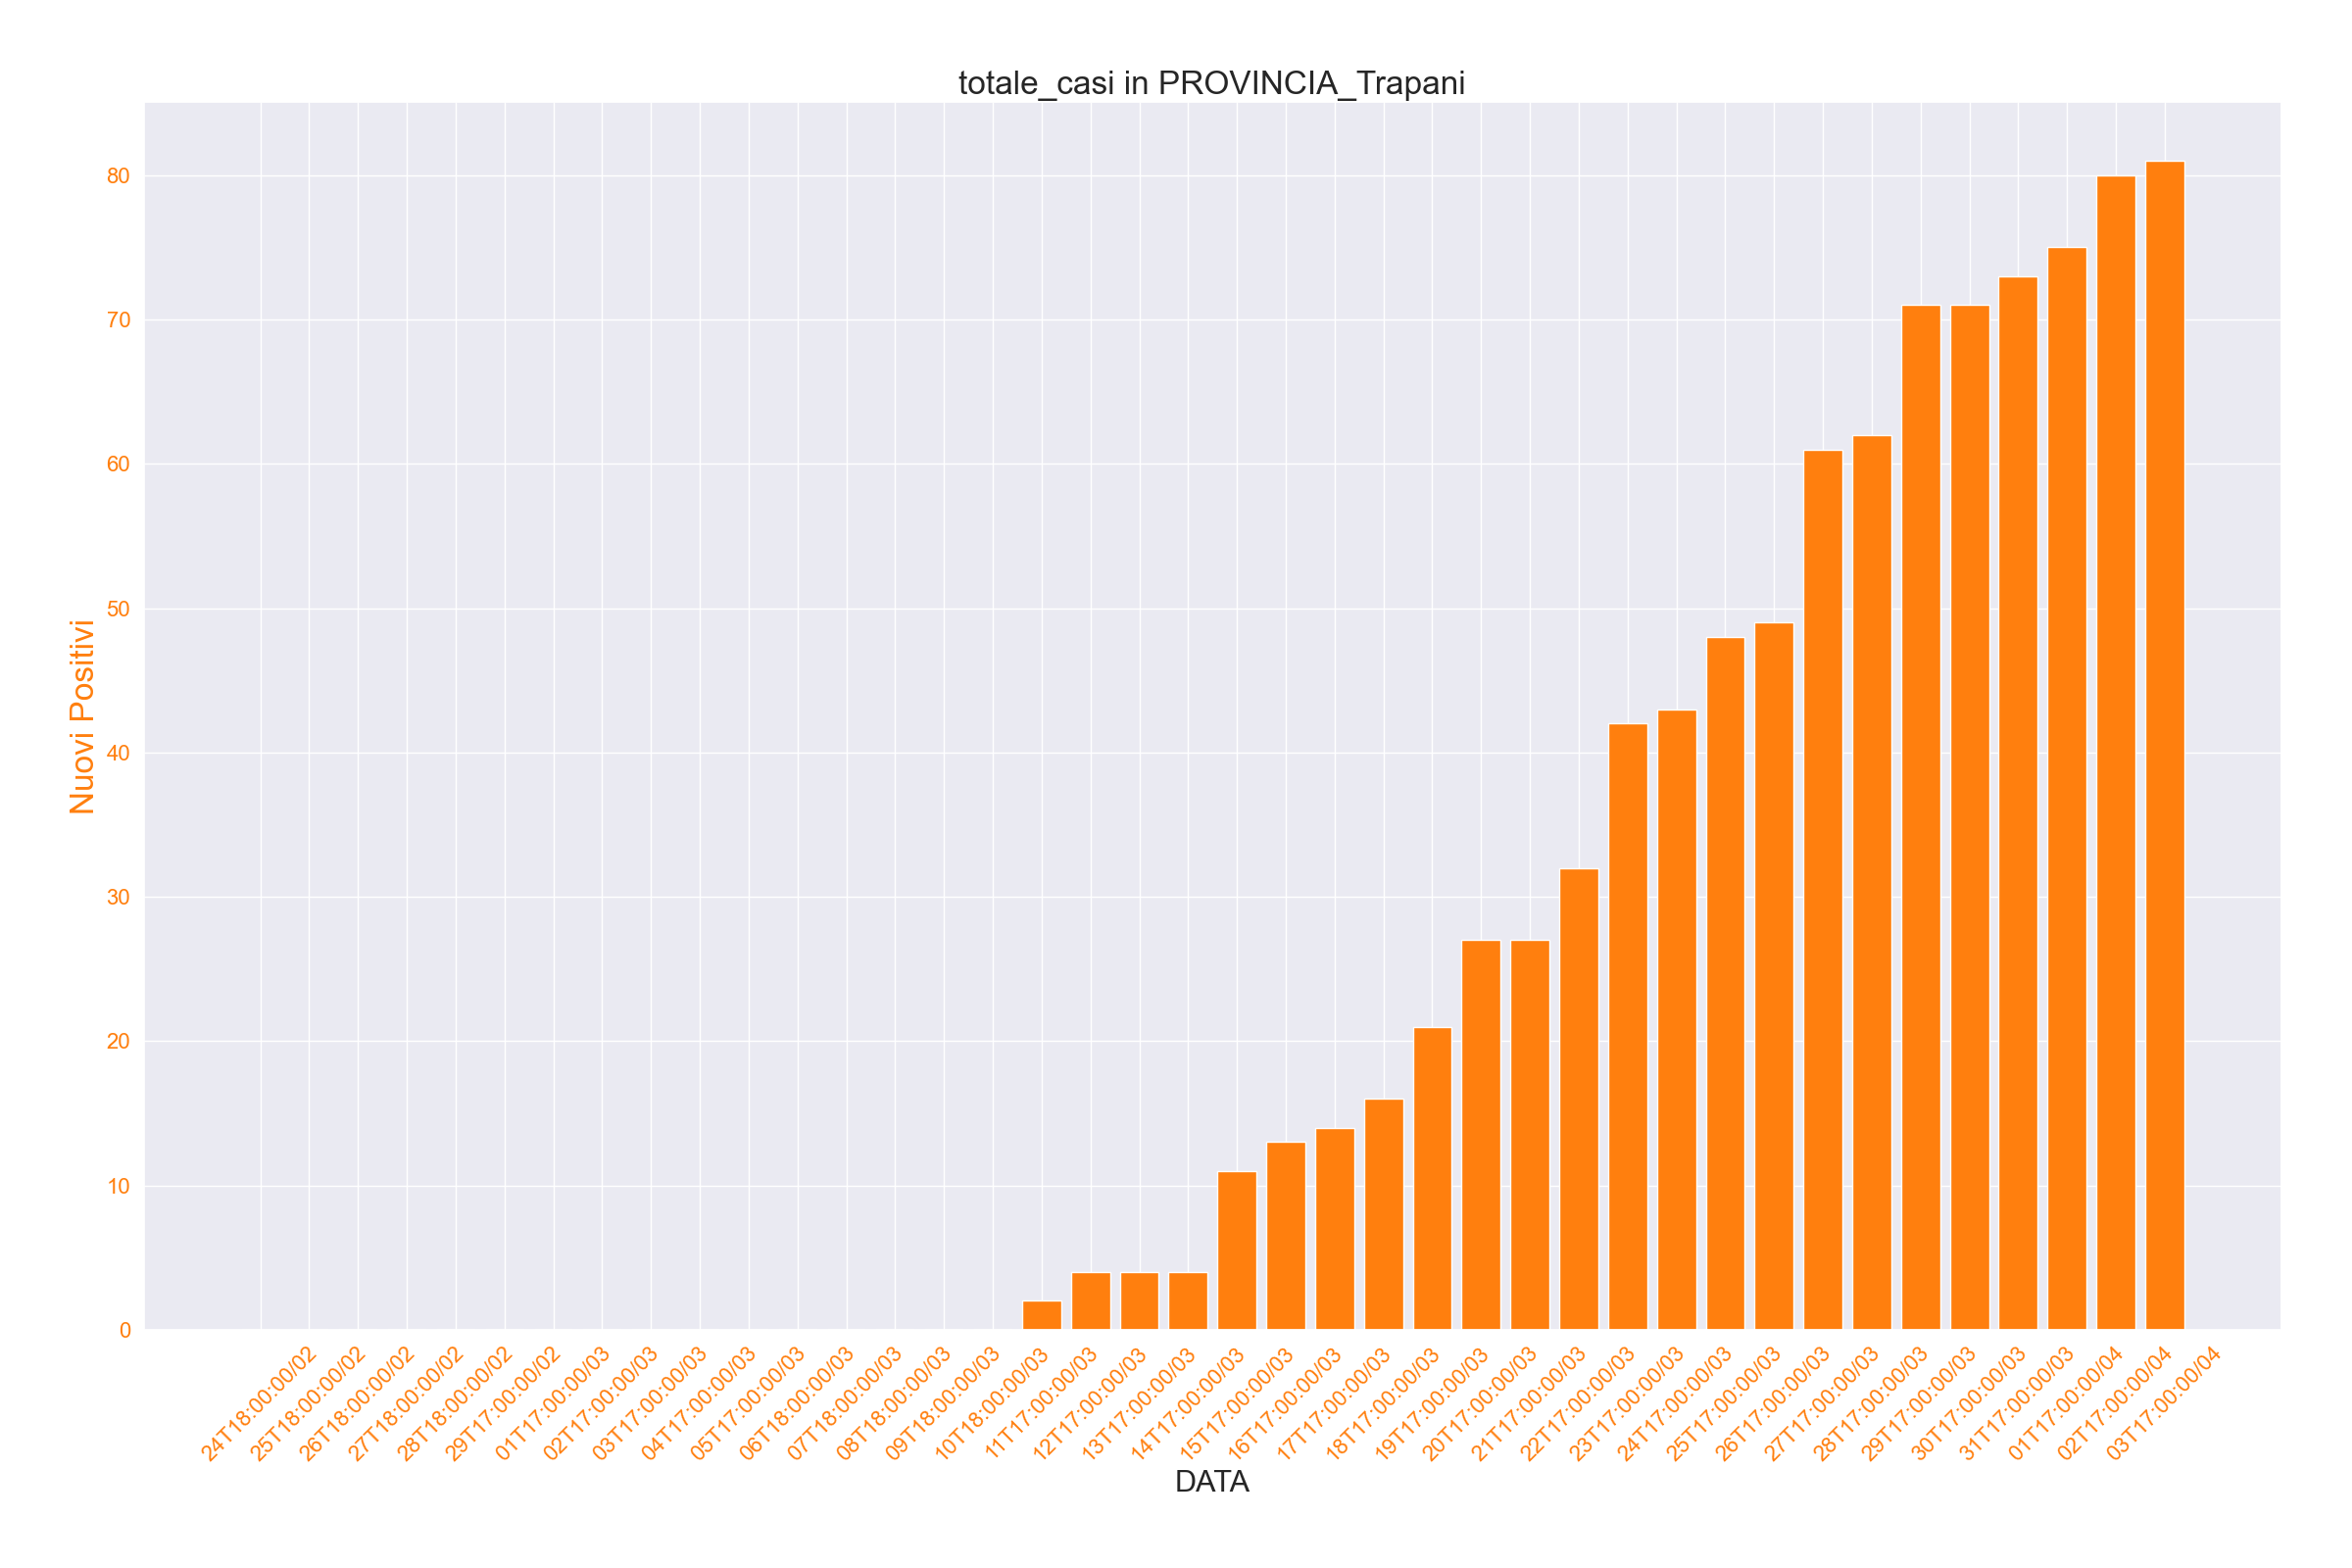 totale_casi in PROVINCIA_Trapani
80
70
60
50
40
30
20
10
0
Nuovi Positivi
24T18:00:00/02
25T18:00:00/02
26T18:00:00/02
27T18:00:00/02
28T18:00:00/02
29T17:00:00/02
01T17:00:00/03
02T17:00:00/03
03T17:00:00/03
04T17:00:00/03
05T17:00:00/03
06T18:00:00/03
07T18:00:00/03
08T18:00:00/03
09T18:00:00/03
10T18:00:00/03
11T17:00:00/03
12T17:00:00/03
13T17:00:00/03
14T17:00:00/03
15T17:00:00/03
16T17:00:00/03
17T17:00:00/03
18T17:00:00/03
19T17:00:00/03
20T17:00:00/03
21T17:00:00/03
22T17:00:00/03
23T17:00:00/03
24T17:00:00/03
25T17:00:00/03
26T17:00:00/03
27T17:00:00/03
28T17:00:00/03
29T17:00:00/03
30T17:00:00/03
31T17:00:00/03
01T17:00:00/04
02T17:00:00/04
03T17:00:00/04
DATA